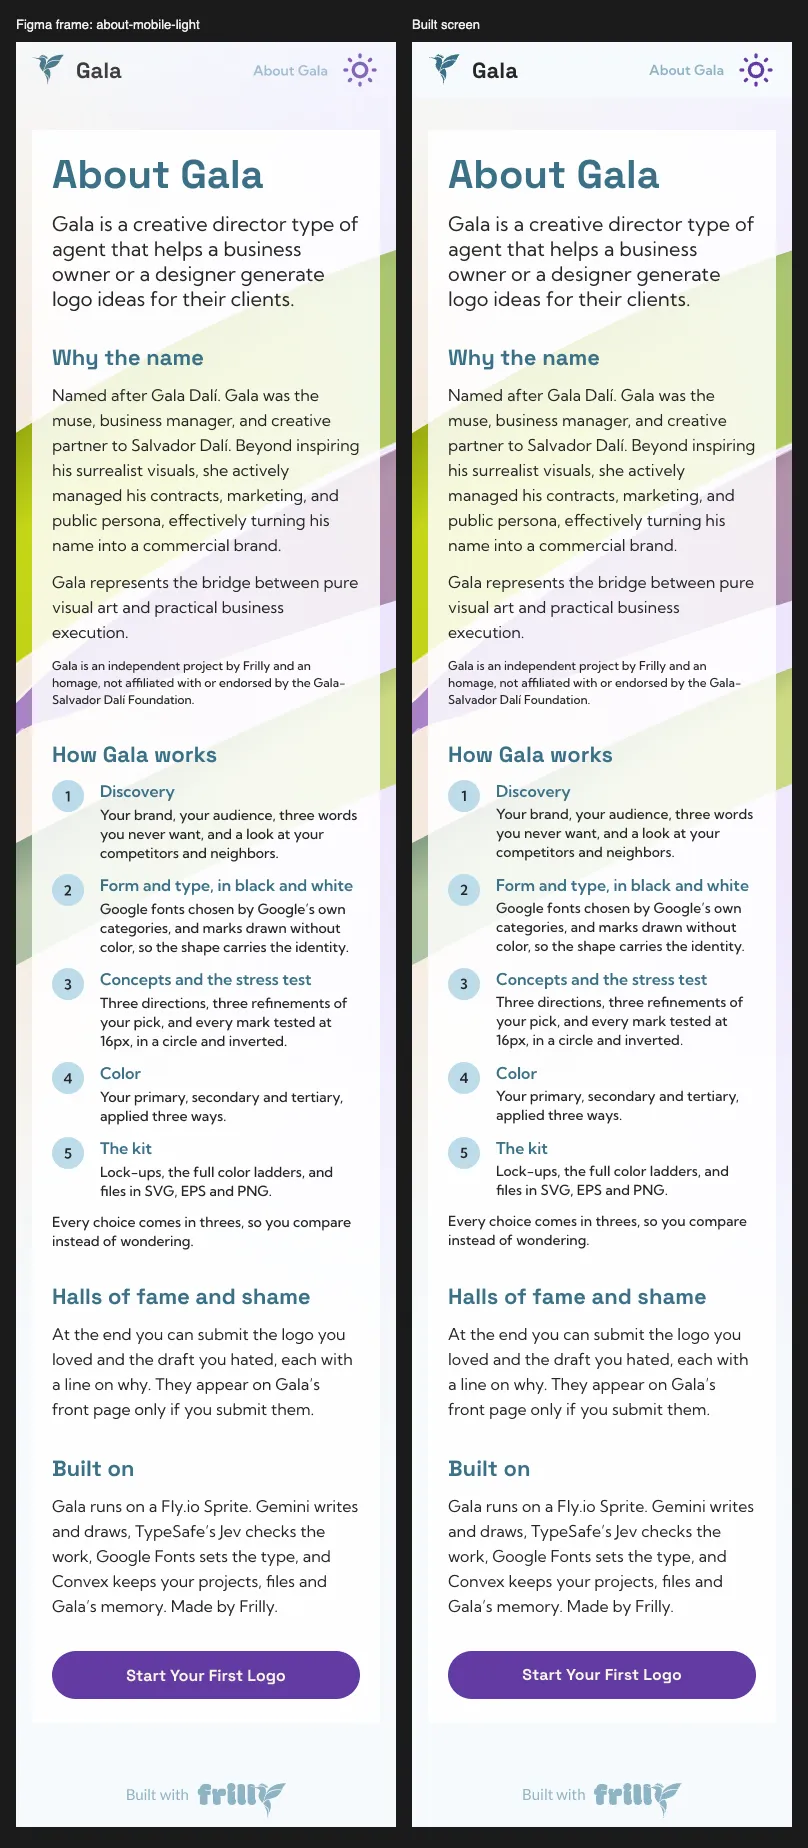 Figma frame: about-mobile-light
Gala
About Gala
About Gala
Gala is a creative director type of
agent that helps a business
owner or a designer generate
logo ideas for their clients.
Why the name
Named after Gala Dalí. Gala was the
muse, business manager, and creative
partner to Salvador Dalí. Beyond inspiring
his surrealist visuals, she actively
managed his contracts, marketing, and
public persona, effectively turning his
name into a commercial brand.
Gala represents the bridge between pure
visual art and practical business
execution.
Gala is an independent project by Frilly and an
homage, not affiliated with or endorsed by the Gala-
Salvador Dalí Foundation.
How Gala works
1
Discovery
Your brand, your audience, three words
you never want, and a look at your
competitors and neighbors.
2
Form and type, in black and white
Google fonts chosen by Google’s own
categories, and marks drawn without
color, so the shape carries the identity.
3
Concepts and the stress test
Three directions, three refinements of
your pick, and every mark tested at
16px, in a circle and inverted.
4
Color
Your primary, secondary and tertiary,
applied three ways.
5
The kit
Lock-ups, the full color ladders, and
files in SVG, EPS and PNG.
Every choice comes in threes, so you compare
instead of wondering.
Halls of fame and shame
At the end you can submit the logo you
loved and the draft you hated, each with
a line on why. They appear on Gala’s
front page only if you submit them.
Built on
Gala runs on a Fly.io Sprite. Gemini writes
and draws, TypeSafe’s Jev checks the
work, Google Fonts sets the type, and
Convex keeps your projects, files and
Gala’s memory. Made by Frilly.
Start Your First Logo
Built with frilly
Built screen
Gala
About Gala
About Gala
Gala is a creative director type of
agent that helps a business
owner or a designer generate
logo ideas for their clients.
Why the name
Named after Gala Dalí. Gala was the
muse, business manager, and creative
partner to Salvador Dalí. Beyond inspiring
his surrealist visuals, she actively
managed his contracts, marketing, and
public persona, effectively turning his
name into a commercial brand.
Gala represents the bridge between pure
visual art and practical business
execution.
Gala is an independent project by Frilly and an
homage, not affiliated with or endorsed by the Gala-
Salvador Dalí Foundation.
How Gala works
1
Discovery
Your brand, your audience, three words
you never want, and a look at your
competitors and neighbors.
2
Form and type, in black and white
Google fonts chosen by Google’s own
categories, and marks drawn without
color, so the shape carries the identity.
3
Concepts and the stress test
Three directions, three refinements of
your pick, and every mark tested at
16px, in a circle and inverted.
4
Color
Your primary, secondary and tertiary,
applied three ways.
5
The kit
Lock-ups, the full color ladders, and
files in SVG, EPS and PNG.
Every choice comes in threes, so you compare
instead of wondering.
Halls of fame and shame
At the end you can submit the logo you
loved and the draft you hated, each with
a line on why. They appear on Gala’s
front page only if you submit them.
Built on
Gala runs on a Fly.io Sprite. Gemini writes
and draws, TypeSafe’s Jev checks the
work, Google Fonts sets the type, and
Convex keeps your projects, files and
Gala’s memory. Made by Frilly.
Start Your First Logo
Built with frilly